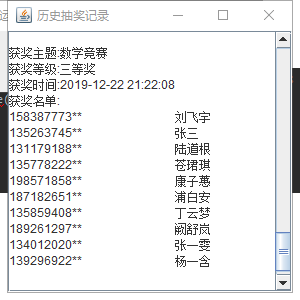 历史抽奖记录
获奖主题:数学竞赛
获奖等级:三等奖
获奖时间:2019-12-22 21:22:08
获奖名单:
158387773** 刘飞宇
135263745** 张三
131179188** 陆道根
135778222** 苍珺琪
198571858** 康子蕙
187182651** 浦白安
135859408** 丁云梦
189261297** 阚舒岚
134012020** 张一雯
139296922** 杨一含